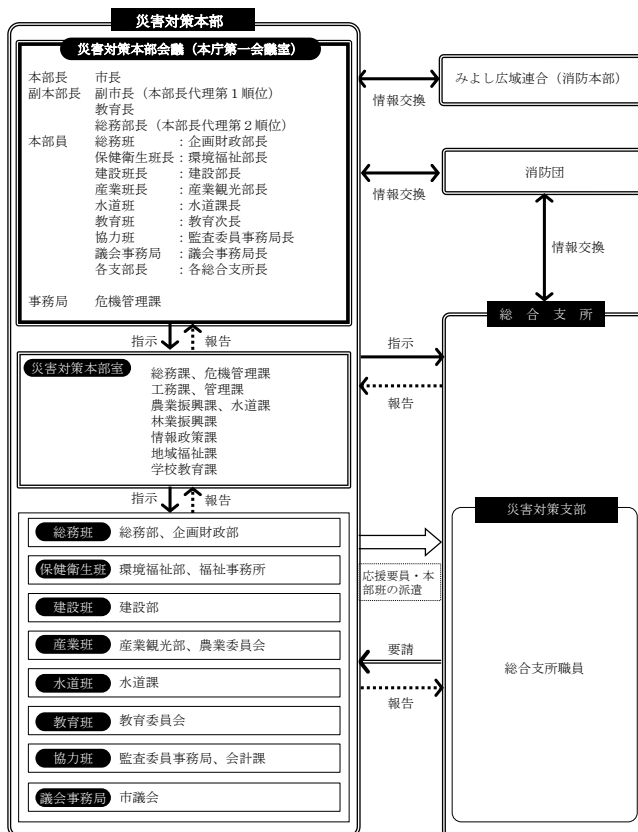 災害対策本部
災害対策本部会議（本庁第一会議室）
本部長　市長
副本部長　副市長（本部長代理第１順位）
教育長
総務部長（本部長代理第２順位）
本部員　総務班　：企画財政部長
保健衛生班長：環境福祉部長
建設班長　：建設部長
産業班長　：産業観光部長
水道班　：水道課長
教育班　：教育次長
協力班　：監査委員事務局長
議会事務局　：議会事務局長
各支部長　：各総合支所長
事務局　危機管理課
情報交換
みよし広域連合（消防本部）
情報交換
消防団
情報交換
指示
報告
災害対策本部室
総務課、危機管理課
工務課、管理課
農業振興課、水道課
林業振興課
情報政策課
地域福祉課
学校教育課
指示
報告
総務班　総務部、企画財政部
保健衛生班　環境福祉部、福祉事務所
建設班　建設部
産業班　産業観光部、農業委員会
水道班　水道課
教育班　教育委員会
協力班　監査委員事務局、会計課
議会事務局　市議会
指示
報告
応援要員・本
部班の派遣
要請
報告
総　合　支　所
災害対策支部
総合支所職員